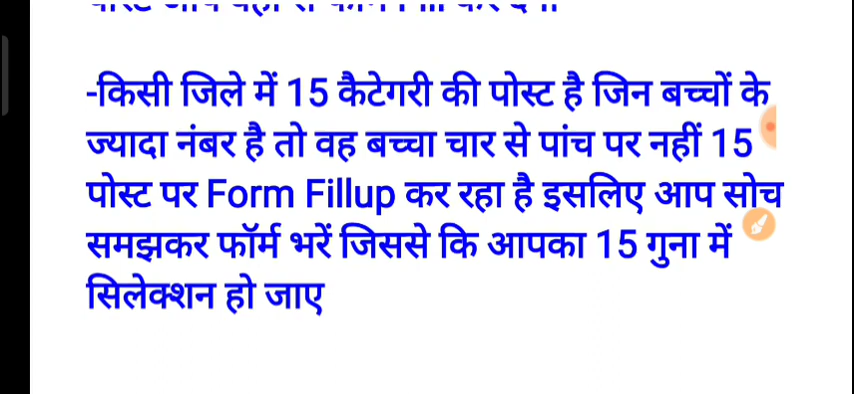 -किसी जिले में 15 कैटेगरी की पोस्ट है जिन बच्चों के
ज्यादा नंबर है तो वह बच्चा चार से पांच पर नहीं 15
पोस्ट पर Form Fillup कर रहा है इसलिए आप सोच
समझकर फॉर्म भरें जिससे कि आपका 15 गुना में
सिलेक्शन हो जाए